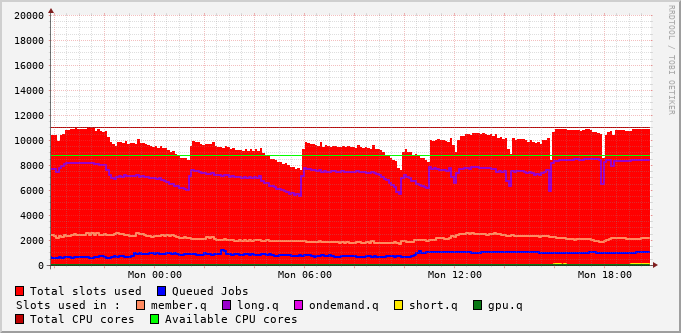 20000
18000
16000
14000
12000
10000
8000
6000
4000
2000
0
Mon 00:00 Mon 06:00 Mon 12:00 Mon 18:00
RRDTOOL / TOBI OETIKER
Total slots used Queued Jobs
Slots used in : member.q long.q ondemand.q short.q gpu.q
Total CPU cores Available CPU cores